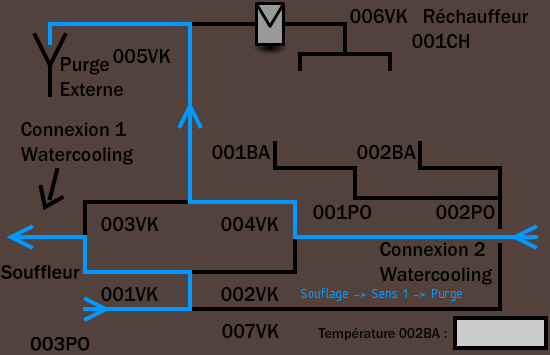 006VK Réchauffeur
001CH
005VK
Purge
Externe
Connexion 1
Watercooling
001BA 002BA
003VK 004VK 001PO 002PO
Connexion 2
Watercooling
Souffleur
001VK 002VK Souflage -> Sens 1 -> Purge
007VK
Température 002BA :
003PO